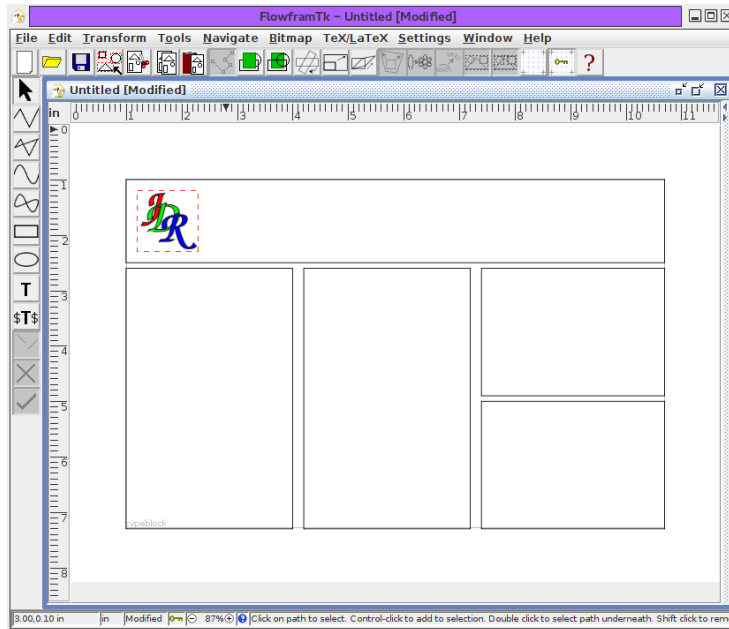 FlowframTk – Untitled [Modified]
File Edit Transform Tools Navigate Bitmap TeX/LaTeX Settings Window Help
?
Untitled [Modified]
in 0 1 2 3 4 5 6 7 8 9 10 11
0
1
JDR
2
T
3
$T$
4
5
6
7
typeblock
8
3.00,0.10 in in Modified 87% ? Click on path to select. Control-click to add to selection. Double click to select path underneath. Shift click to rem